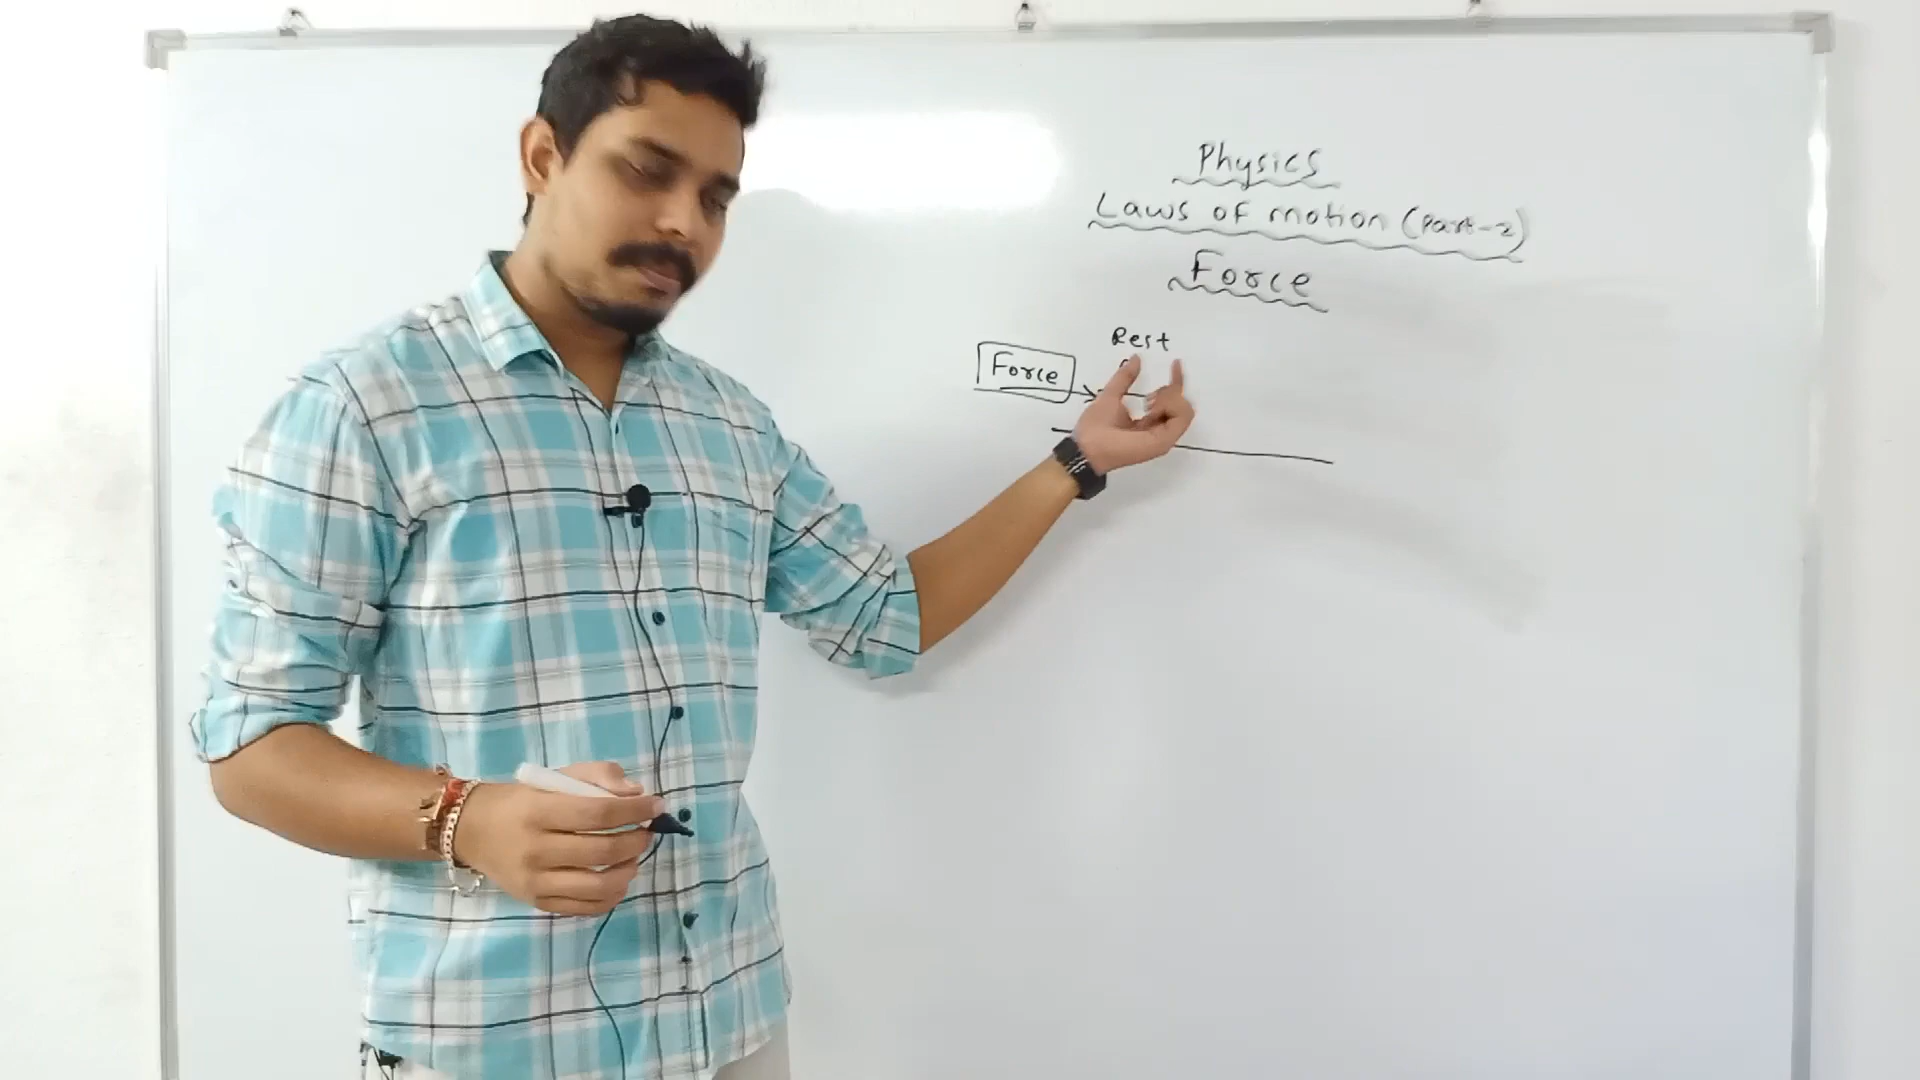 Physics
Laws of motion (Part-2)
Force
Rest
Force